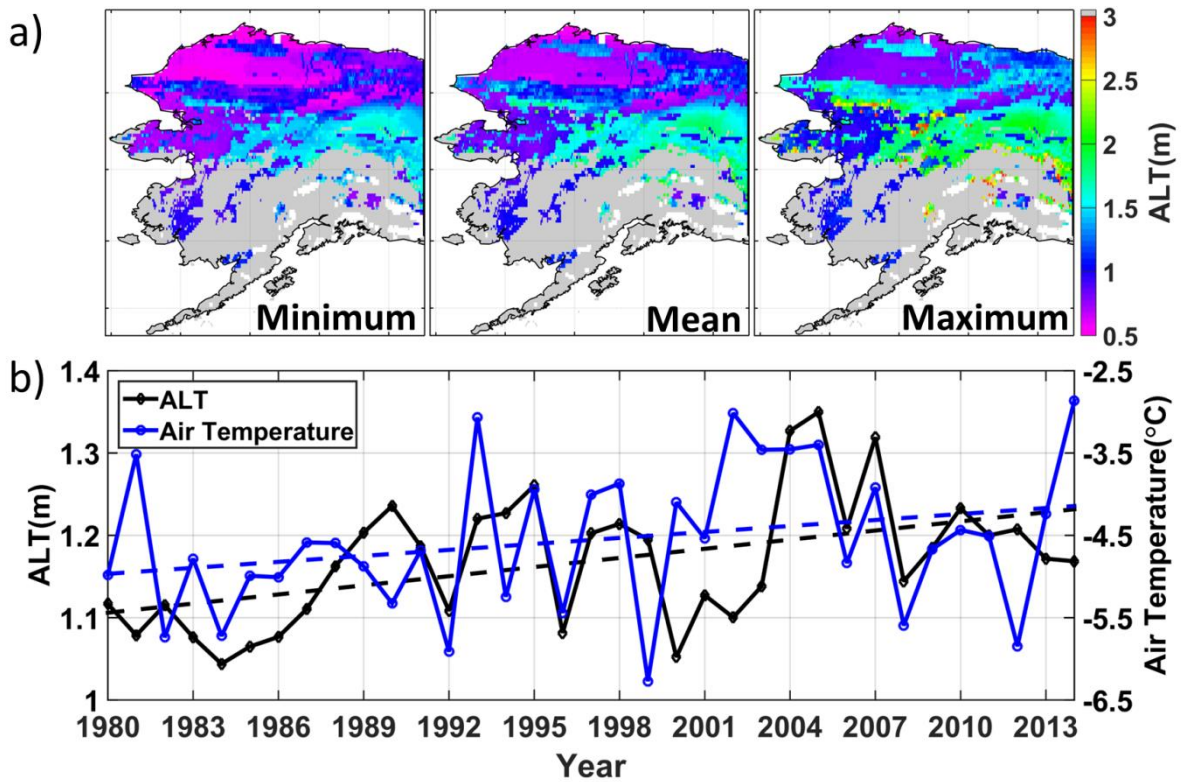 a)
Minimum
Mean
Maximum
3
2.5
2
1.5
1
0.5
ALT(m)
b)
ALT
Air Temperature
1.4
1.3
1.2
1.1
1
ALT(m)
-2.5
-3.5
-4.5
-5.5
-6.5
Air Temperature(°C)
1980 1983 1986 1989 1992 1995 1998 2001 2004 2007 2010 2013
Year